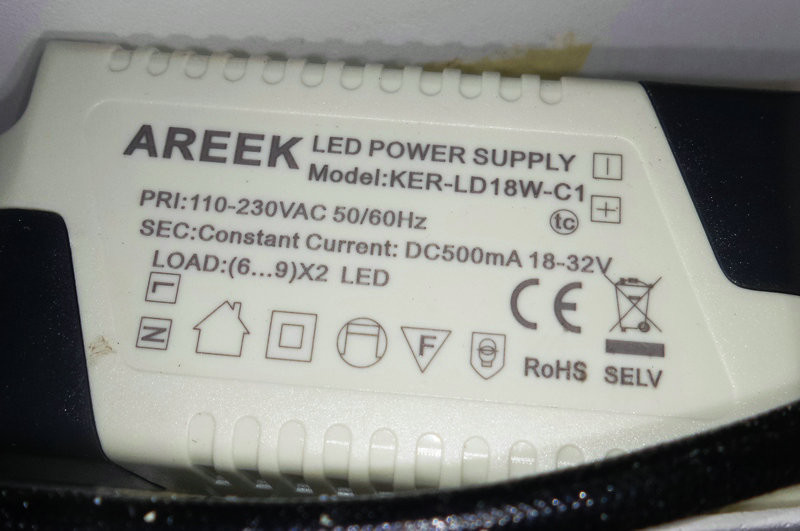 AREEK LED POWER SUPPLY
Model:KER-LD18W-C1
PRI:110-230VAC 50/60Hz
tc
SEC:Constant Current: DC500mA 18-32V
LOAD:(6...9)X2 LED
L
N
F
CE
RoHS SELV